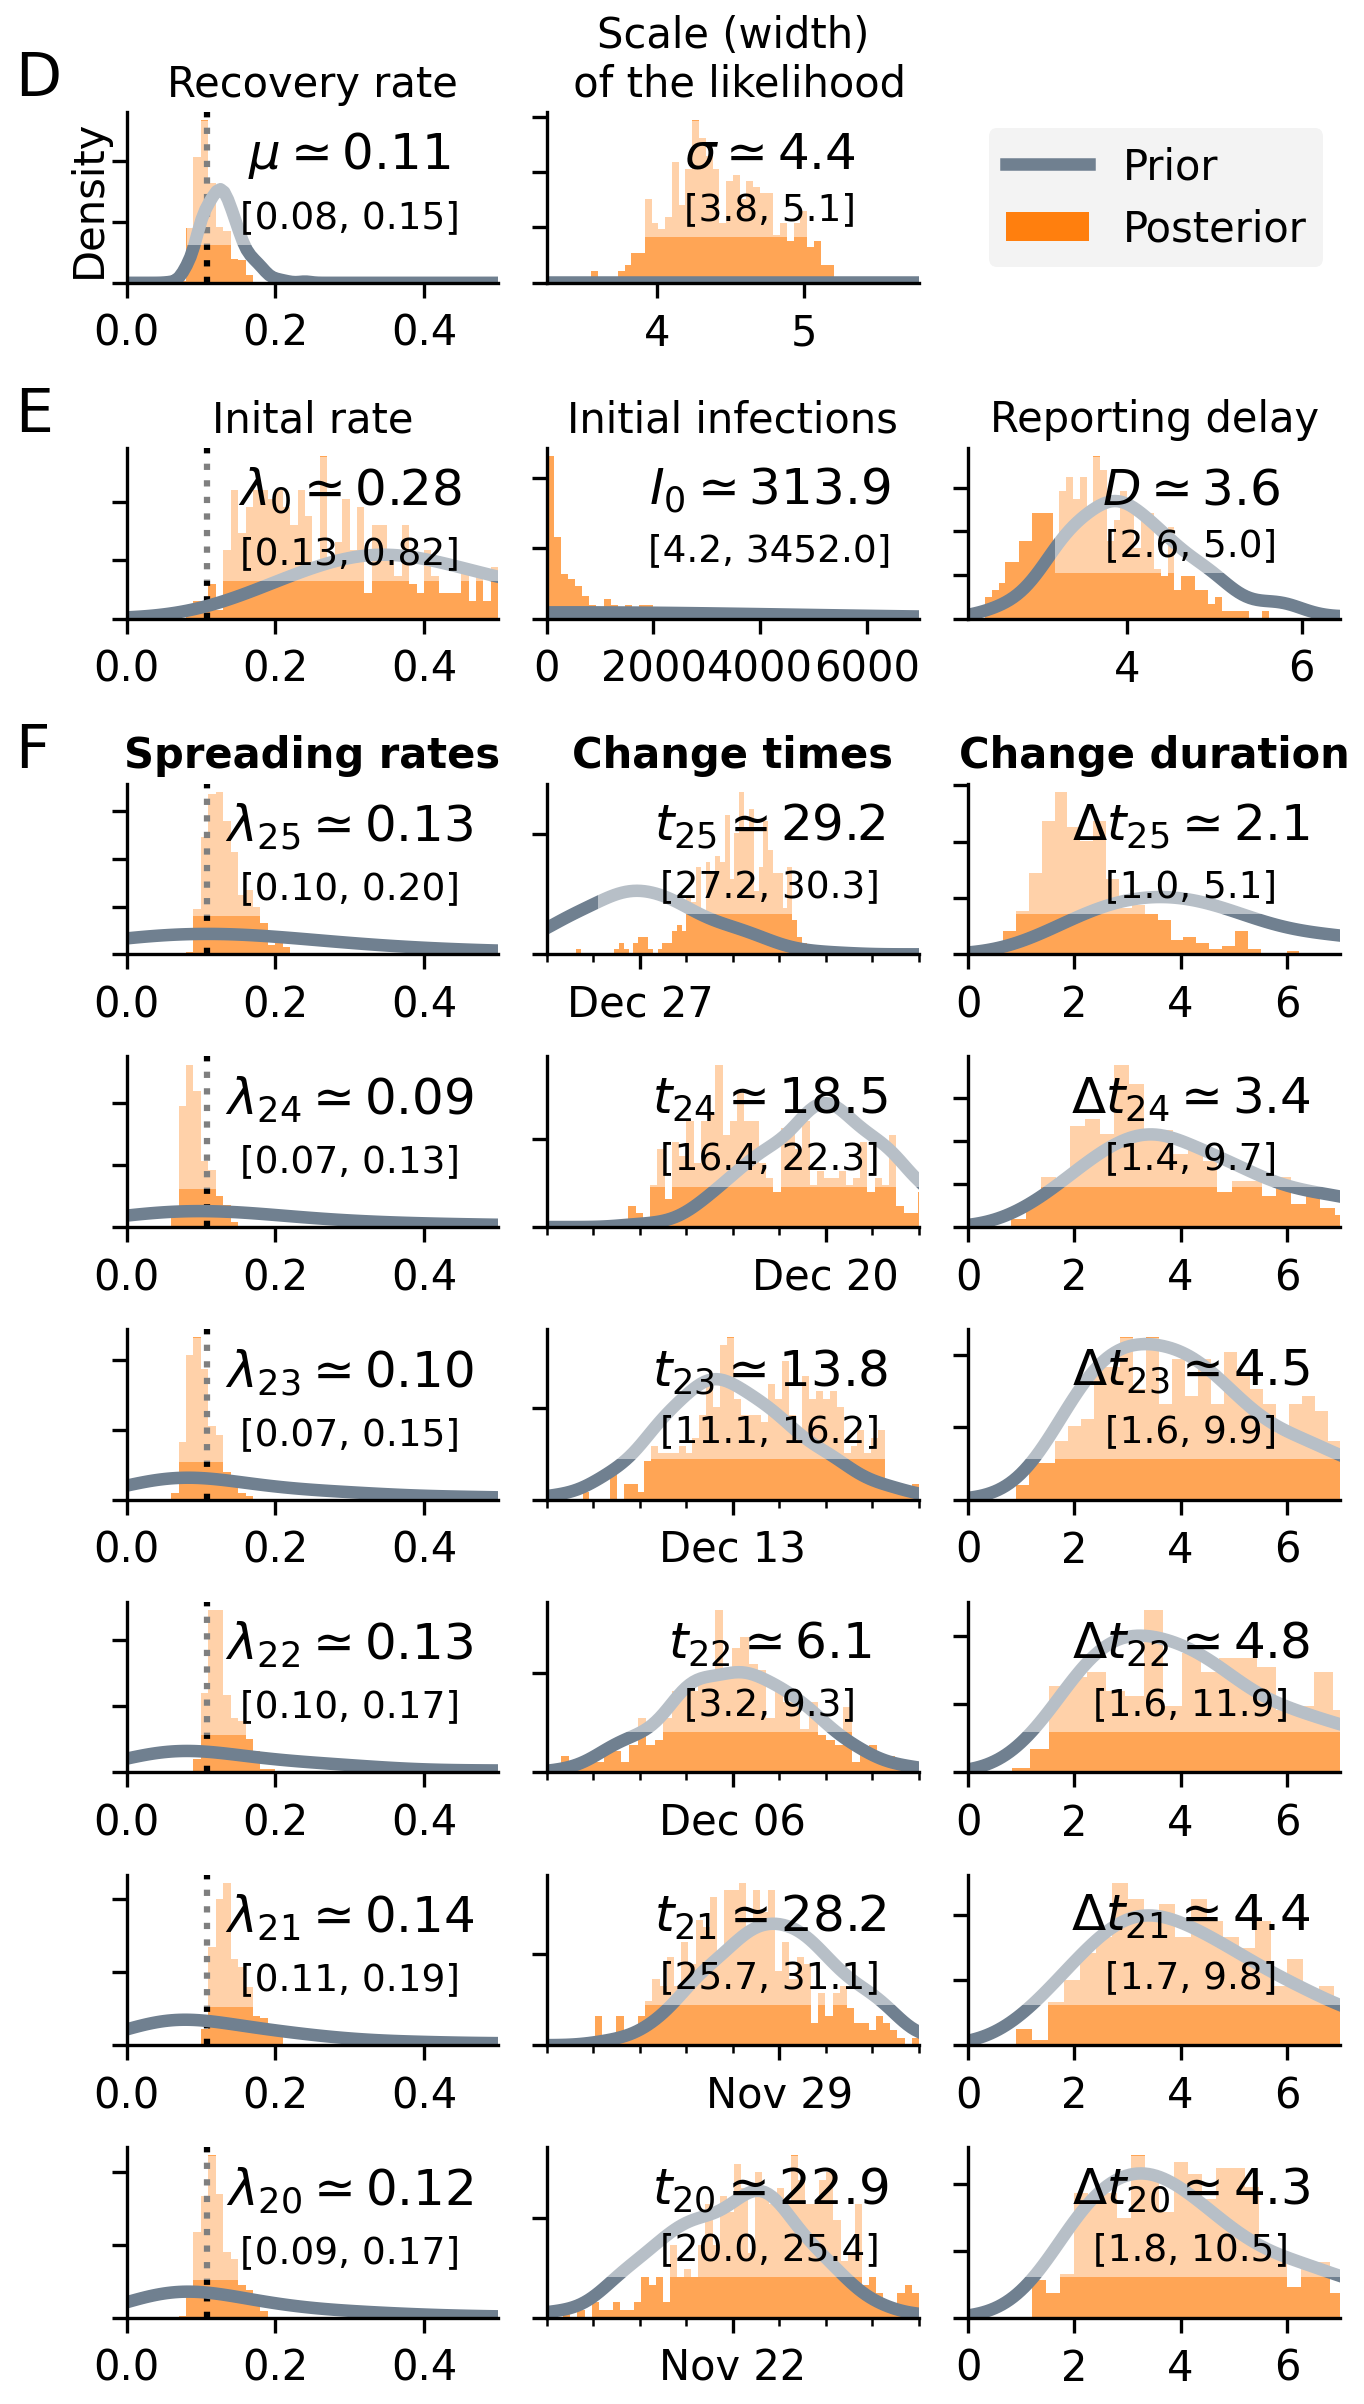 D
Recovery rate
Scale (width)
of the likelihood
Density
μ ≃ 0.11
[0.08, 0.15]
σ ≃ 4.4
[3.8, 5.1]
Prior
Posterior
0.0 0.2 0.4
4 5
E
Inital rate
Initial infections
Reporting delay
λ₀ ≃ 0.28
[0.13, 0.82]
I₀ ≃ 313.9
[4.2, 3452.0]
D ≃ 3.6
[2.6, 5.0]
0.0 0.2 0.4
0 2000 4000 6000
4 6
F
Spreading rates
Change times
Change duration
λ₂₅ ≃ 0.13
[0.10, 0.20]
t₂₅ ≃ 29.2
[27.2, 30.3]
Δt₂₅ ≃ 2.1
[1.0, 5.1]
0.0 0.2 0.4
Dec 27
0 2 4 6
λ₂₄ ≃ 0.09
[0.07, 0.13]
t₂₄ ≃ 18.5
[16.4, 22.3]
Δt₂₄ ≃ 3.4
[1.4, 9.7]
0.0 0.2 0.4
Dec 20
0 2 4 6
λ₂₃ ≃ 0.10
[0.07, 0.15]
t₂₃ ≃ 13.8
[11.1, 16.2]
Δt₂₃ ≃ 4.5
[1.6, 9.9]
0.0 0.2 0.4
Dec 13
0 2 4 6
λ₂₂ ≃ 0.13
[0.10, 0.17]
t₂₂ ≃ 6.1
[3.2, 9.3]
Δt₂₂ ≃ 4.8
[1.6, 11.9]
0.0 0.2 0.4
Dec 06
0 2 4 6
λ₂₁ ≃ 0.14
[0.11, 0.19]
t₂₁ ≃ 28.2
[25.7, 31.1]
Δt₂₁ ≃ 4.4
[1.7, 9.8]
0.0 0.2 0.4
Nov 29
0 2 4 6
λ₂₀ ≃ 0.12
[0.09, 0.17]
t₂₀ ≃ 22.9
[20.0, 25.4]
Δt₂₀ ≃ 4.3
[1.8, 10.5]
0.0 0.2 0.4
Nov 22
0 2 4 6